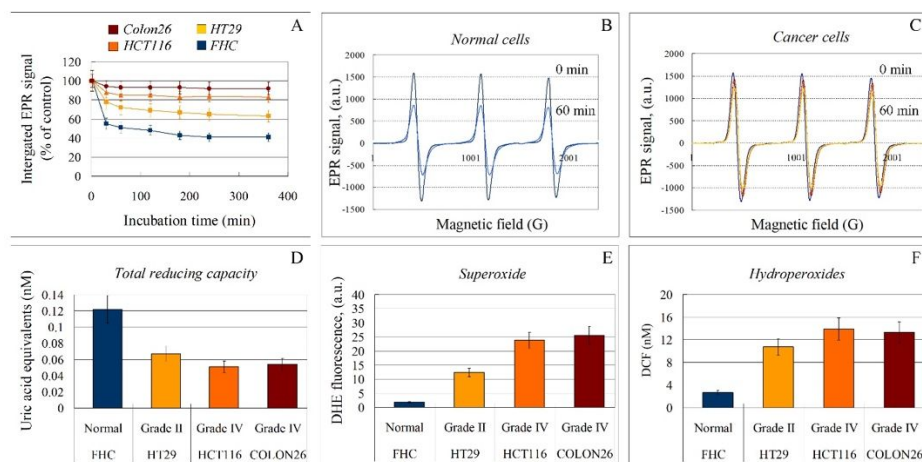 A
Colon26 HT29
HCT116 FHC
Intergated EPR signal
(% of control)
120
100
80
60
40
20
0
0 100 200 300 400
Incubation time (min)
B
Normal cells
EPR signal, (a.u.)
2000
1500
1000
500
0
-500
-1000
-1500
0 min
60 min
1 1001 2001
Magnetic field (G)
C
Cancer cells
EPR signal, (a.u.)
2000
1500
1000
500
0
-500
-1000
-1500
0 min
60 min
1 1001 2001
Magnetic field (G)
D
Total reducing capacity
Uric acid equivalents (nM)
0.14
0.12
0.1
0.08
0.06
0.04
0.02
0
Normal Grade II Grade IV Grade IV
FHC HT29 HCT116 COLON26
E
Superoxide
DHE fluorescence, (a.u.)
40
35
30
25
20
15
10
5
0
Normal Grade II Grade IV Grade IV
FHC HT29 HCT116 COLON26
F
Hydroperoxides
DCF (nM)
20
16
12
8
4
0
Normal Grade II Grade IV Grade IV
FHC HT29 HCT116 COLON26